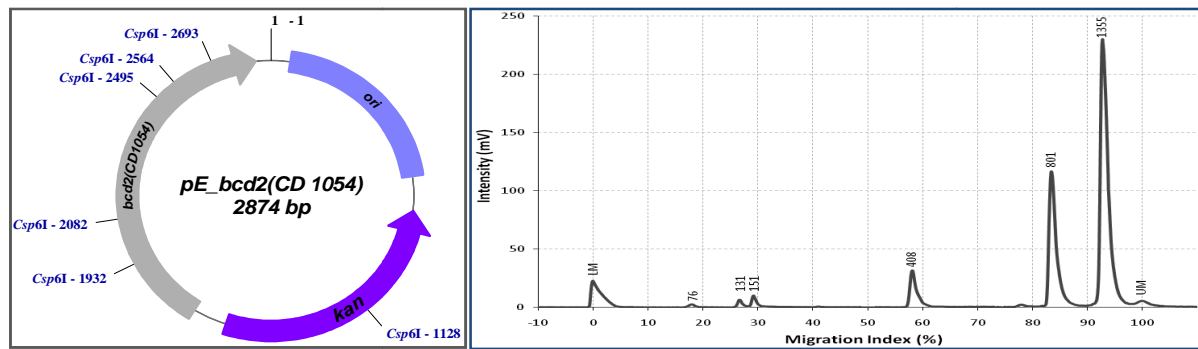 1 - 1
Csp6I - 2693
Csp6I - 2564
Csp6I - 2495
Csp6I - 2082
Csp6I - 1932
Csp6I - 1128
bcd2(CD1054)
ori
kan
pE_bcd2(CD 1054)
2874 bp
Intensity (mV)
250
200
150
100
50
0
LM
76
131
151
408
801
1355
UM
-10 0 10 20 30 40 50 60 70 80 90 100
Migration Index (%)